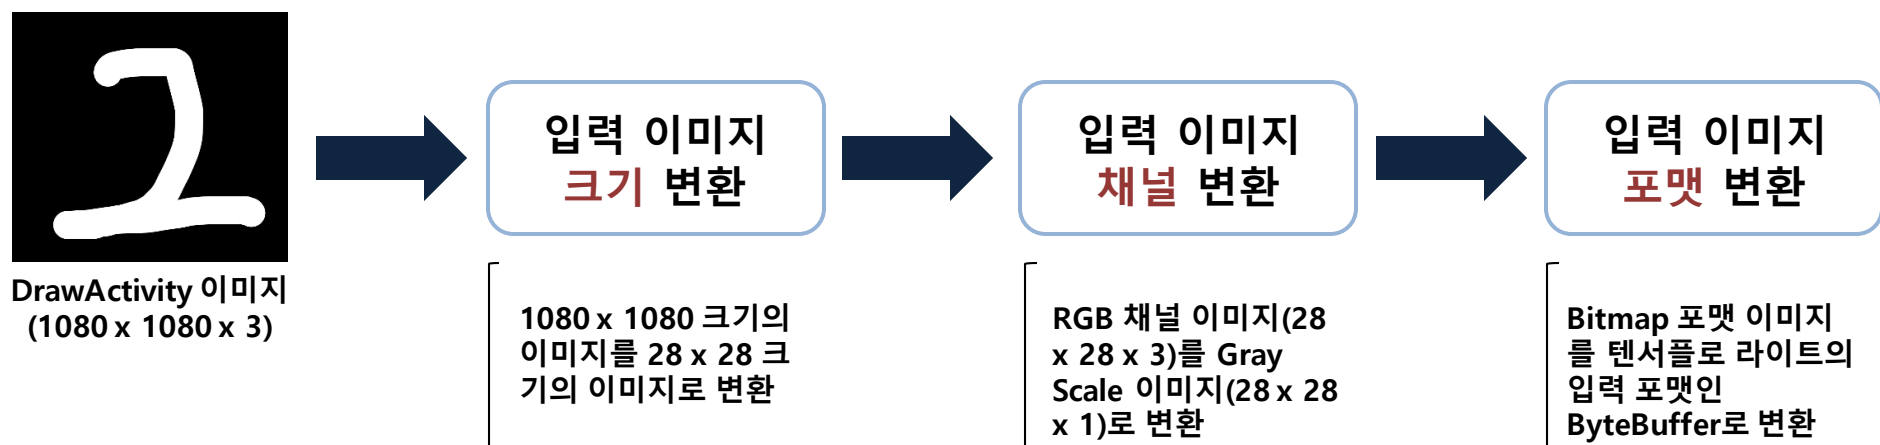 DrawActivity 이미지
(1080 x 1080 x 3)
입력 이미지
크기 변환
1080 x 1080 크기의
이미지를 28 x 28 크
기의 이미지로 변환
입력 이미지
채널 변환
RGB 채널 이미지(28
x 28 x 3)를 Gray
Scale 이미지(28 x 28
x 1)로 변환
입력 이미지
포맷 변환
Bitmap 포맷 이미지
를 텐서플로 라이트의
입력 포맷인
ByteBuffer로 변환